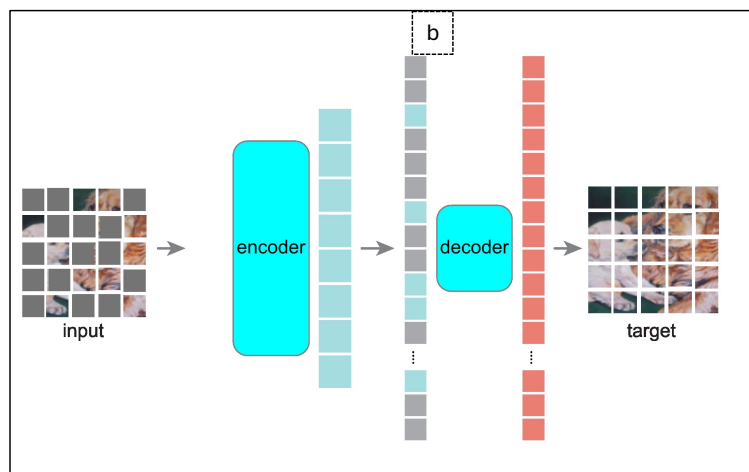 b
encoder
decoder
input
target